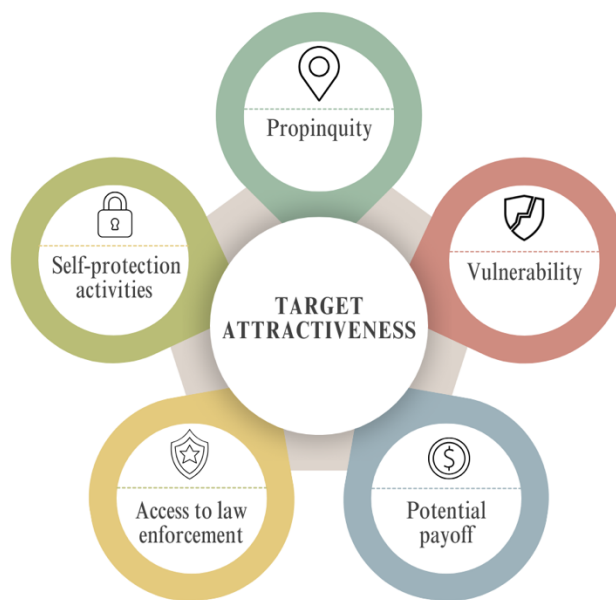 Propinquity
Self-protection
activities
Vulnerability
TARGET
ATTRACTIVENESS
Access to law
enforcement
$
Potential
payoff